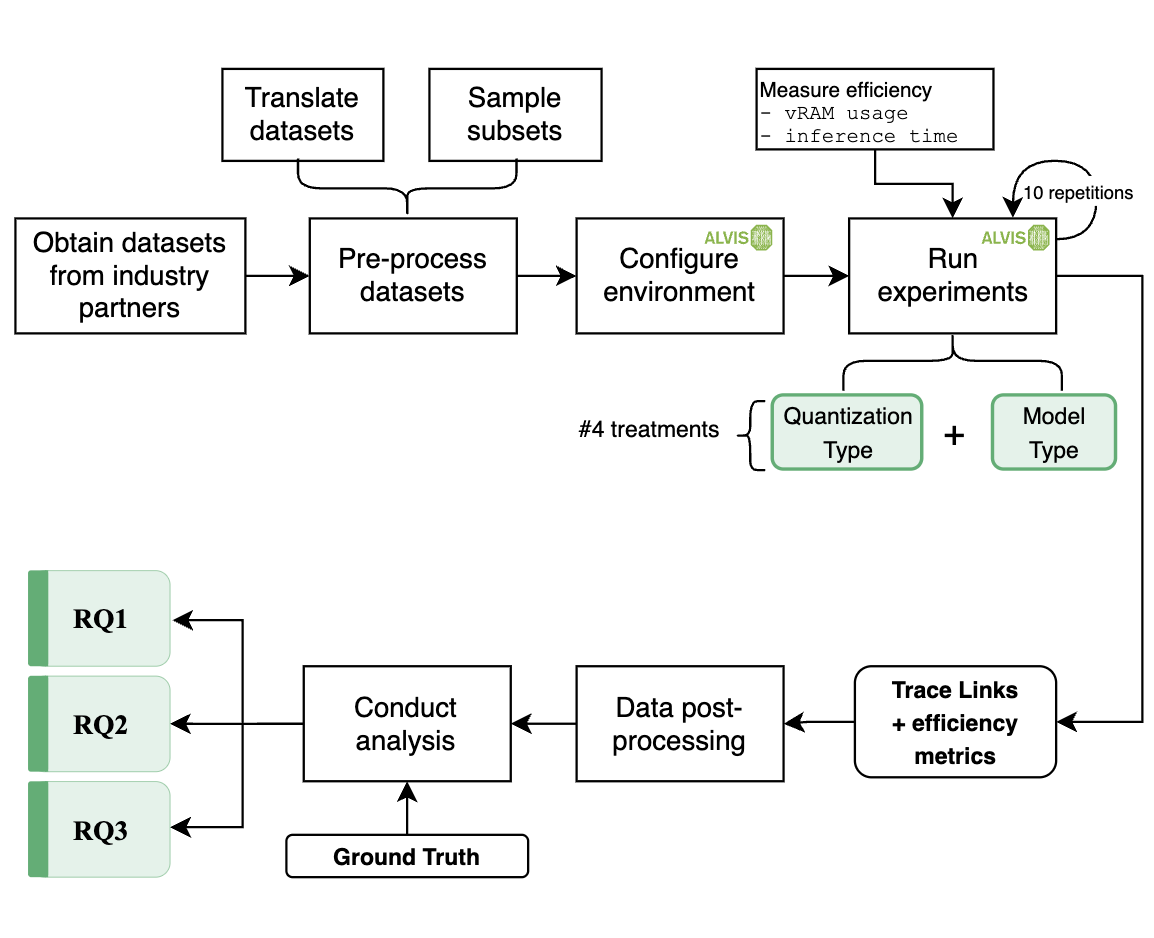 Translate
datasets
Sample
subsets
Measure efficiency
- vRAM usage
- inference time
10 repetitions
Obtain datasets
from industry
partners
Pre-process
datasets
ALVIS
Configure
environment
ALVIS
Run
experiments
#4 treatments
Quantization
Type
+
Model
Type
RQ1
RQ2
RQ3
Conduct
analysis
Data post-
processing
Trace Links
+ efficiency
metrics
Ground Truth